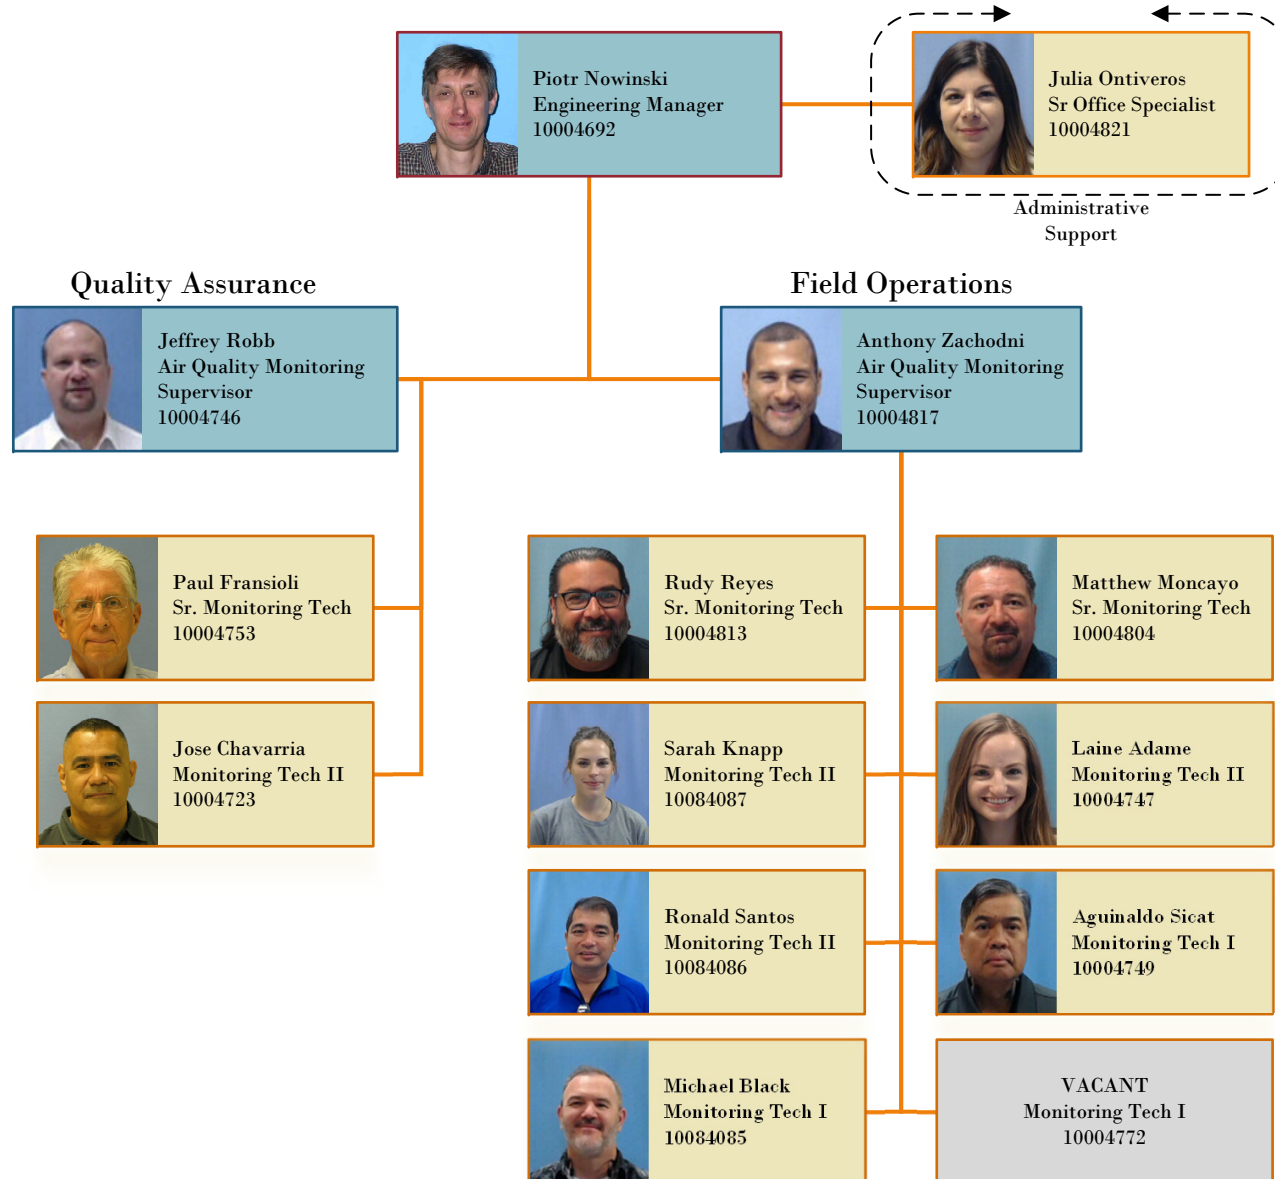 Piotr Nowinski
Engineering Manager
10004692
Julia Ontiveros
Sr Office Specialist
10004821
Administrative
Support
Quality Assurance
Field Operations
Jeffrey Robb
Air Quality Monitoring
Supervisor
10004746
Anthony Zachodni
Air Quality Monitoring
Supervisor
10004817
Paul Fransioli
Sr. Monitoring Tech
10004753
Rudy Reyes
Sr. Monitoring Tech
10004813
Matthew Moncayo
Sr. Monitoring Tech
10004804
Jose Chavarria
Monitoring Tech II
10004723
Sarah Knapp
Monitoring Tech II
10084087
Laine Adame
Monitoring Tech II
10004747
Ronald Santos
Monitoring Tech II
10084086
Aguinaldo Sicat
Monitoring Tech I
10004749
Michael Black
Monitoring Tech I
10084085
VACANT
Monitoring Tech I
10004772